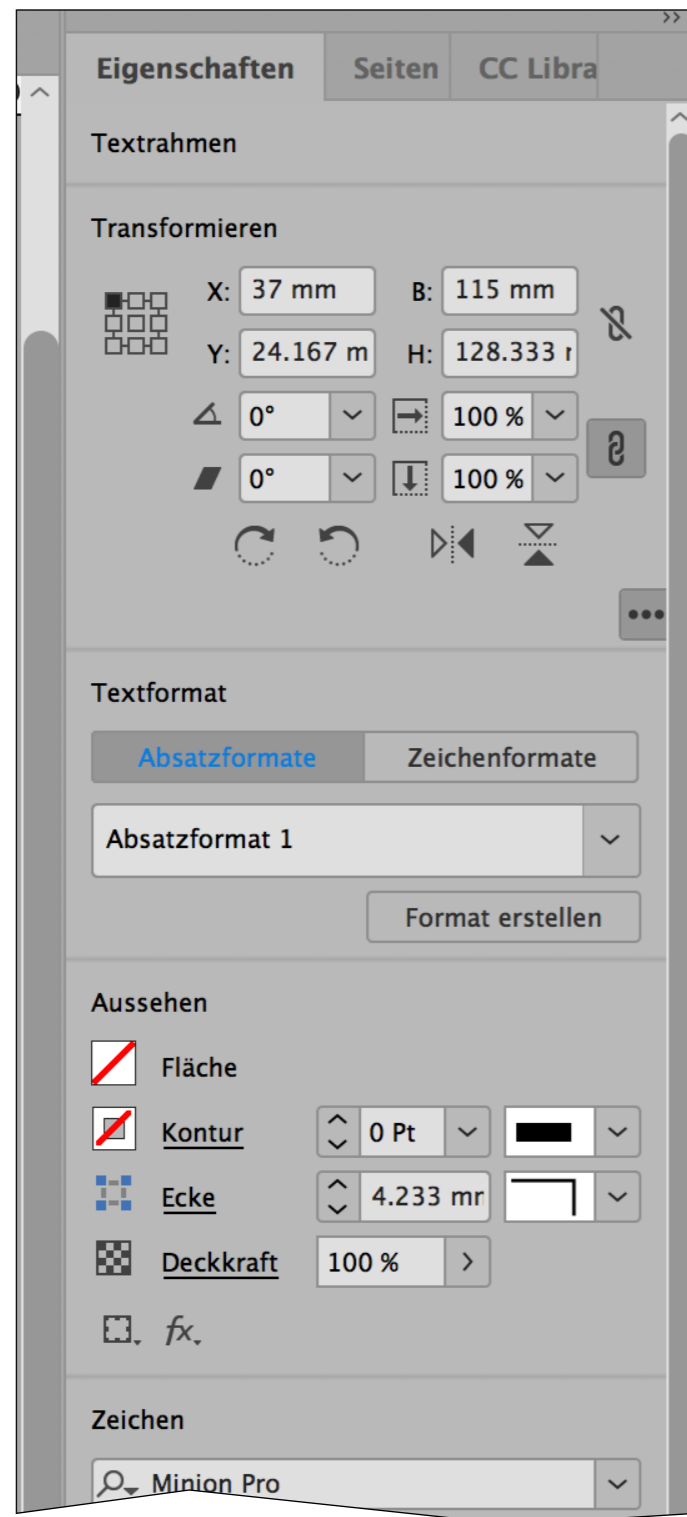 Eigenschaften Seiten CC Libra
Textrahmen
Transformieren
X: 37 mm B: 115 mm
Y: 24.167 m H: 128.333
0° 100 %
0° 100 %
Textformat
Absatzformate Zeichenformate
Absatzformat 1
Format erstellen
Aussehen
Fläche
Kontur 0 Pt
Ecke 4.233 mm
Deckkraft 100 %
fx
Zeichen
Minion Pro